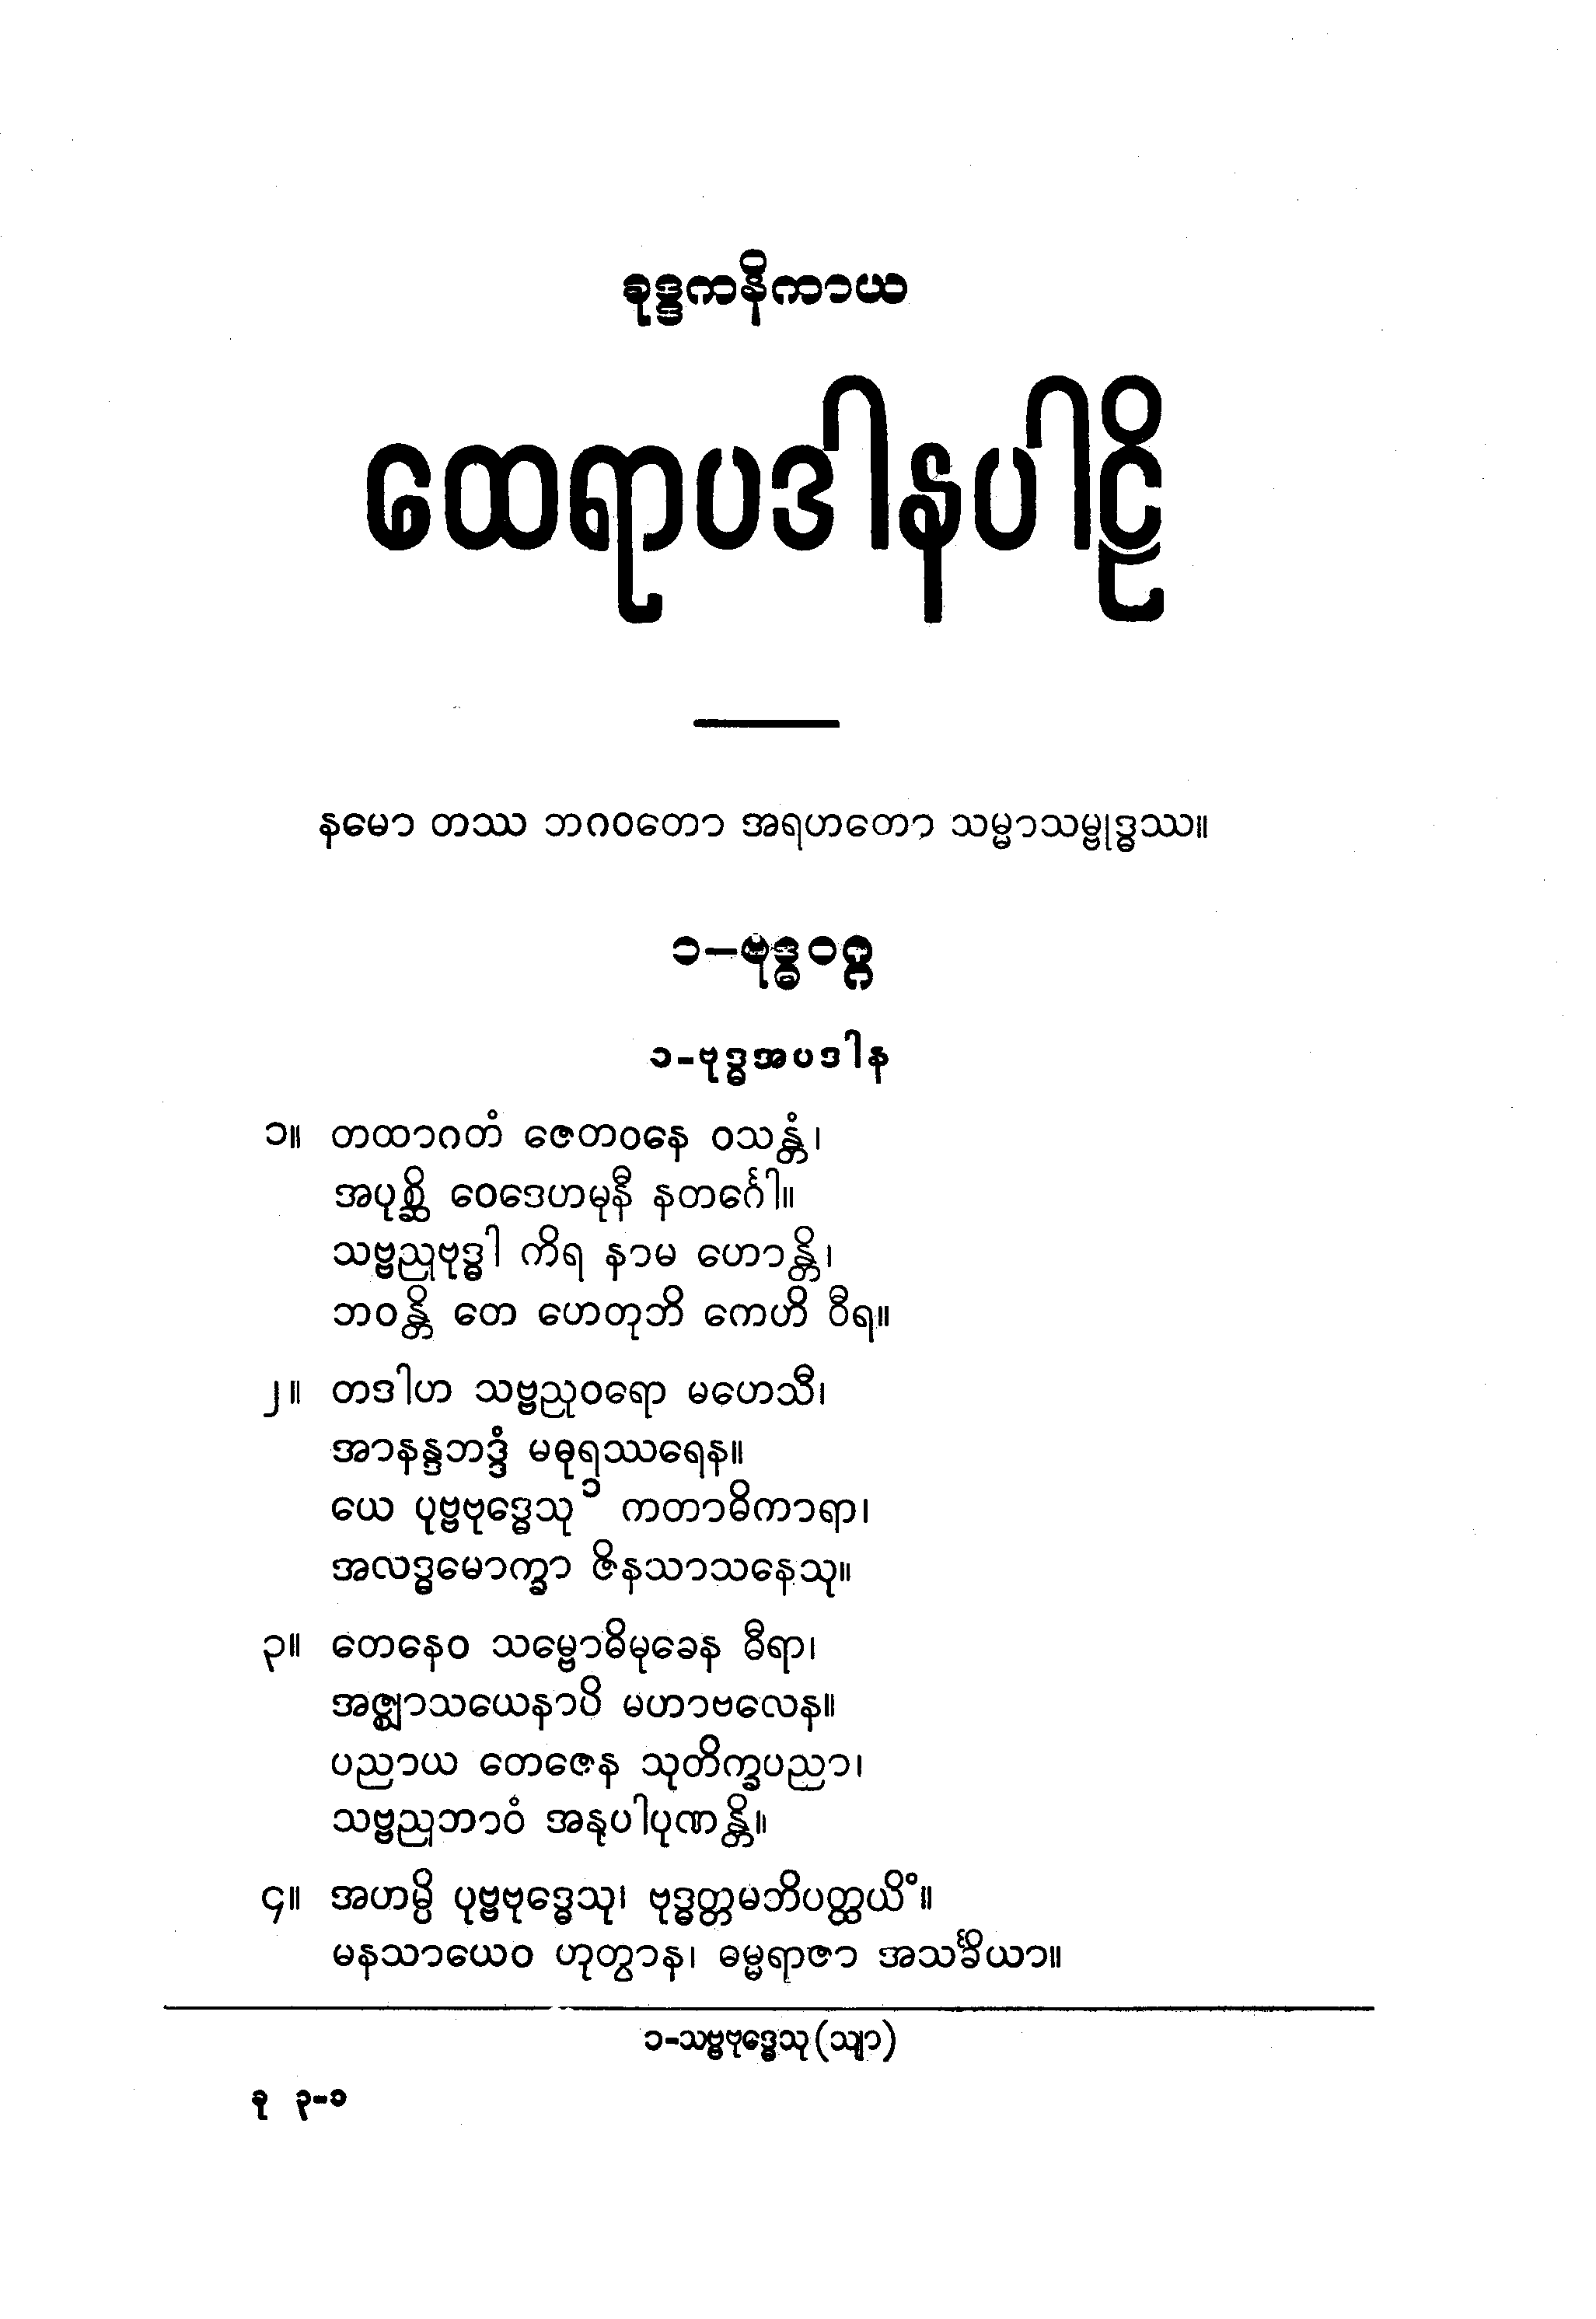 ခုဒ္ဒကနိကာယ
ထေရာပဒါနပါဠိ
နမော တဿ ဘဂဝတော အရဟတော သမ္မာသမ္ဗုဒ္ဓဿ။
၁–ဗုဒ္ဓဝဂ္ဂ
၁-ဗုဒ္ဓအပဒါန
၁။ တထာဂတံ ဇေတဝနေ ဝသန္တံ၊
အပုစ္ဆိ ဝေဒေဟမုနီ နတင်္ဂေါ။
သဗ္ဗညုဗုဒ္ဓါ ကိရ နာမ ဟောန္တိ၊
ဘဝန္တိ တေ ဟေတုဘိ ကေဟိ ဝီရ။
၂။ တဒါဟ သဗ္ဗညုဝရော မဟေသီ၊
အာနန္ဒဘဒ္ဒံ မဓုရဿရေန။
ယေ ပုဗ္ဗဗုဒ္ဓေသု ၁ ကတာဓိကာရာ၊
အလဒ္ဓမောက္ခာ ဇိနသာသနေသု။
၃။ တေနေဝ သမ္ဗောဓိမုခေန ဓီရာ၊
အဇ္ဈာသယေနာပိ မဟာဗလေန။
ပညာယ တေဇေန သုတိက္ခပညာ၊
သဗ္ဗညုဘာဝံ အနုပါပုဏန္တိ။
၄။ အဟမ္ပိ ပုဗ္ဗဗုဒ္ဓေသု၊ ဗုဒ္ဓတ္တမဘိပတ္ထယိံ။
မနသာယေဝ ဟုတွာန၊ ဓမ္မရာဇာ အသင်္ခိယာ။
၁-သဗ္ဗဗုဒ္ဓေသု(သျာ)
ခု ၃-၁